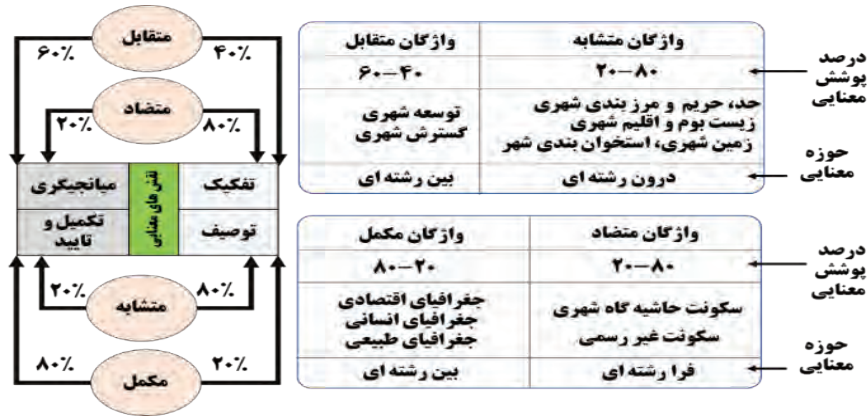 متقابل
۶۰٪
۴۰٪
متضاد
۲۰٪
۸۰٪
تفکیک
نقش های معنایی
میانجیگری
توصیف
تکمیل و تایید
۲۰٪
۸۰٪
متشابه
۸۰٪
۲۰٪
مکمل
واژگان متشابه
واژگان متقابل
درصد پوشش معنایی
۲۰–۸۰
۶۰–۴۰
حد، حریم و مرز بندی شهری
زیست بوم و اقلیم شهری
زمین شهری، استخوان بندی شهر
توسعه شهری
گسترش شهری
حوزه معنایی
درون رشته ای
بین رشته ای
واژگان متضاد
واژگان مکمل
درصد پوشش معنایی
۲۰–۸۰
۸۰–۲۰
سکونت حاشیه گاه شهری
سکونت غیر رسمی
جغرافیای اقتصادی
جغرافیای انسانی
جغرافیای طبیعی
حوزه معنایی
فرا رشته ای
بین رشته ای